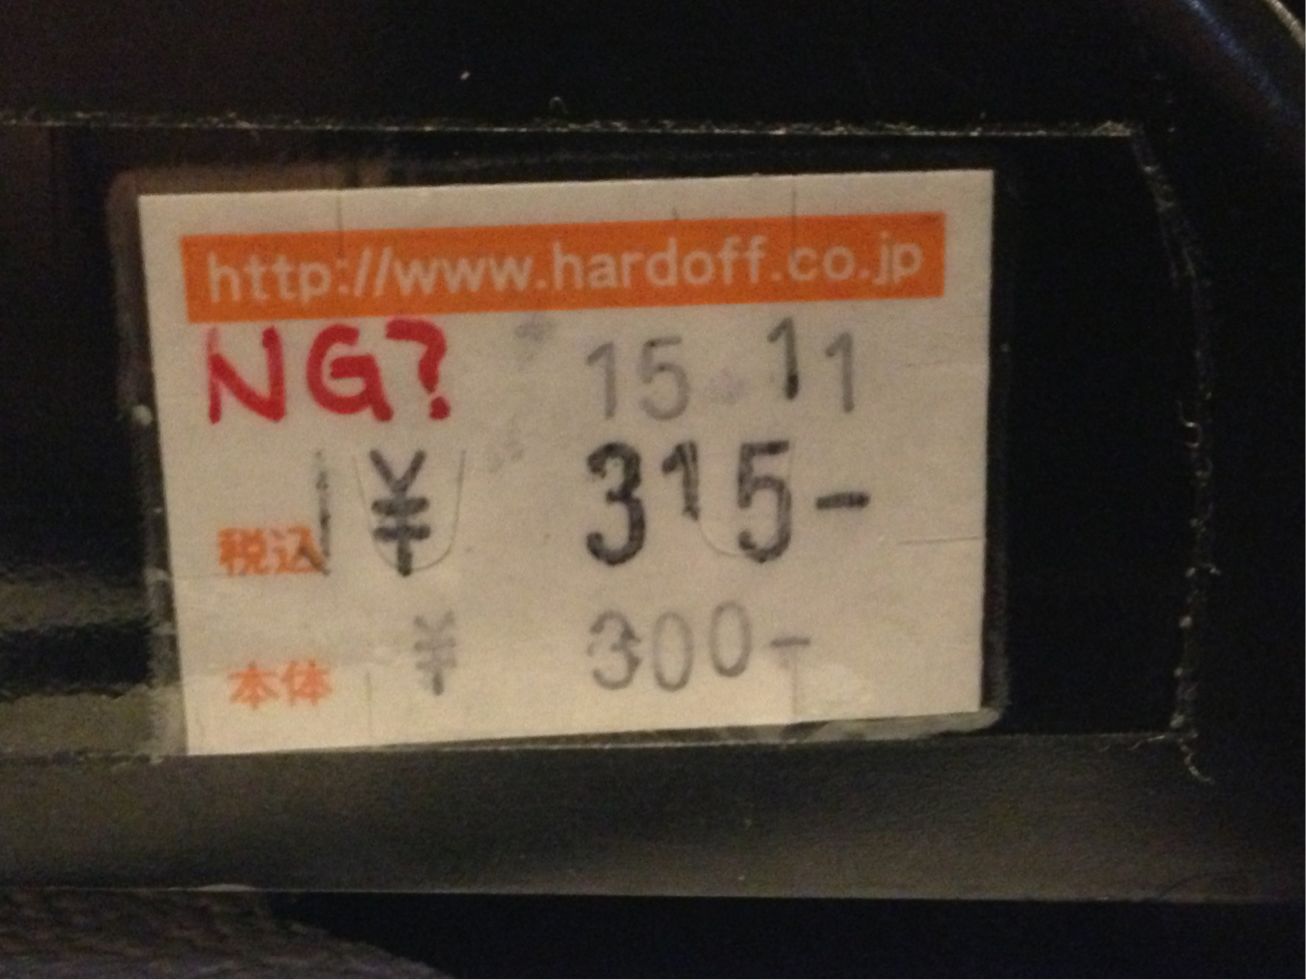 http://www.hardoff.co.jp
NG? 15 11
税込 ¥ 315-
本体 ¥ 300-